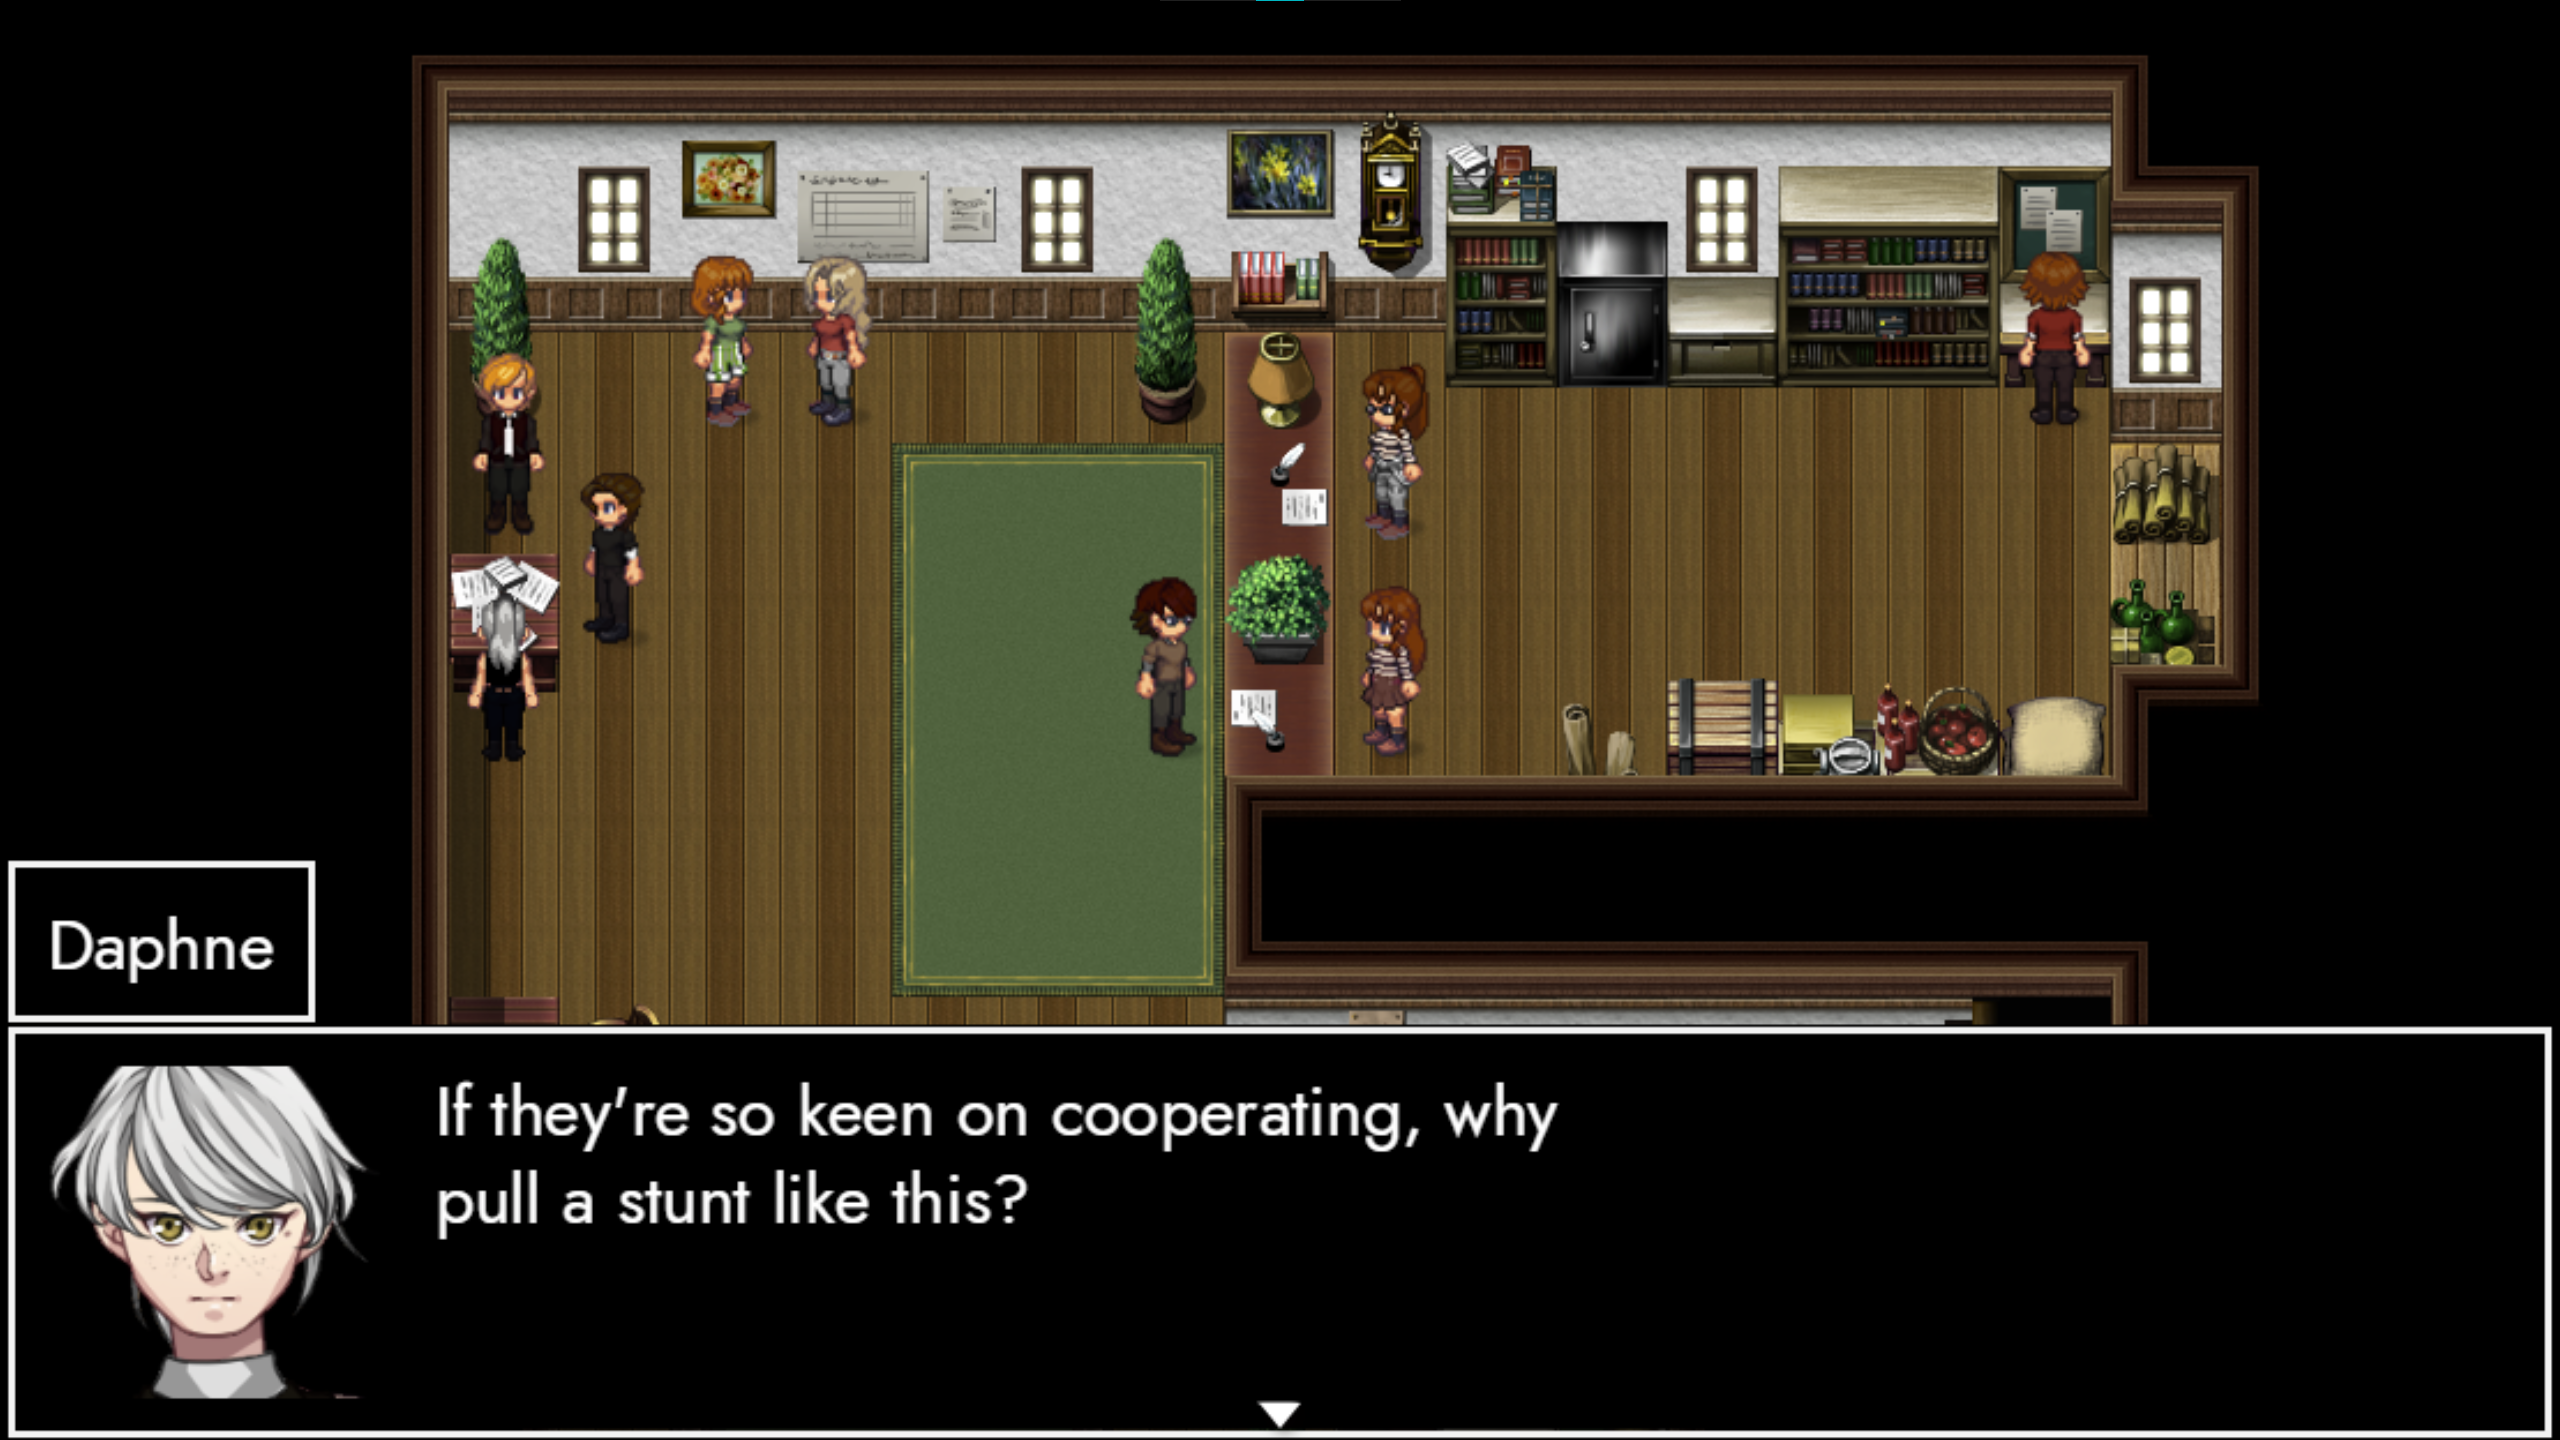 Daphne
If they're so keen on cooperating, why
pull a stunt like this?